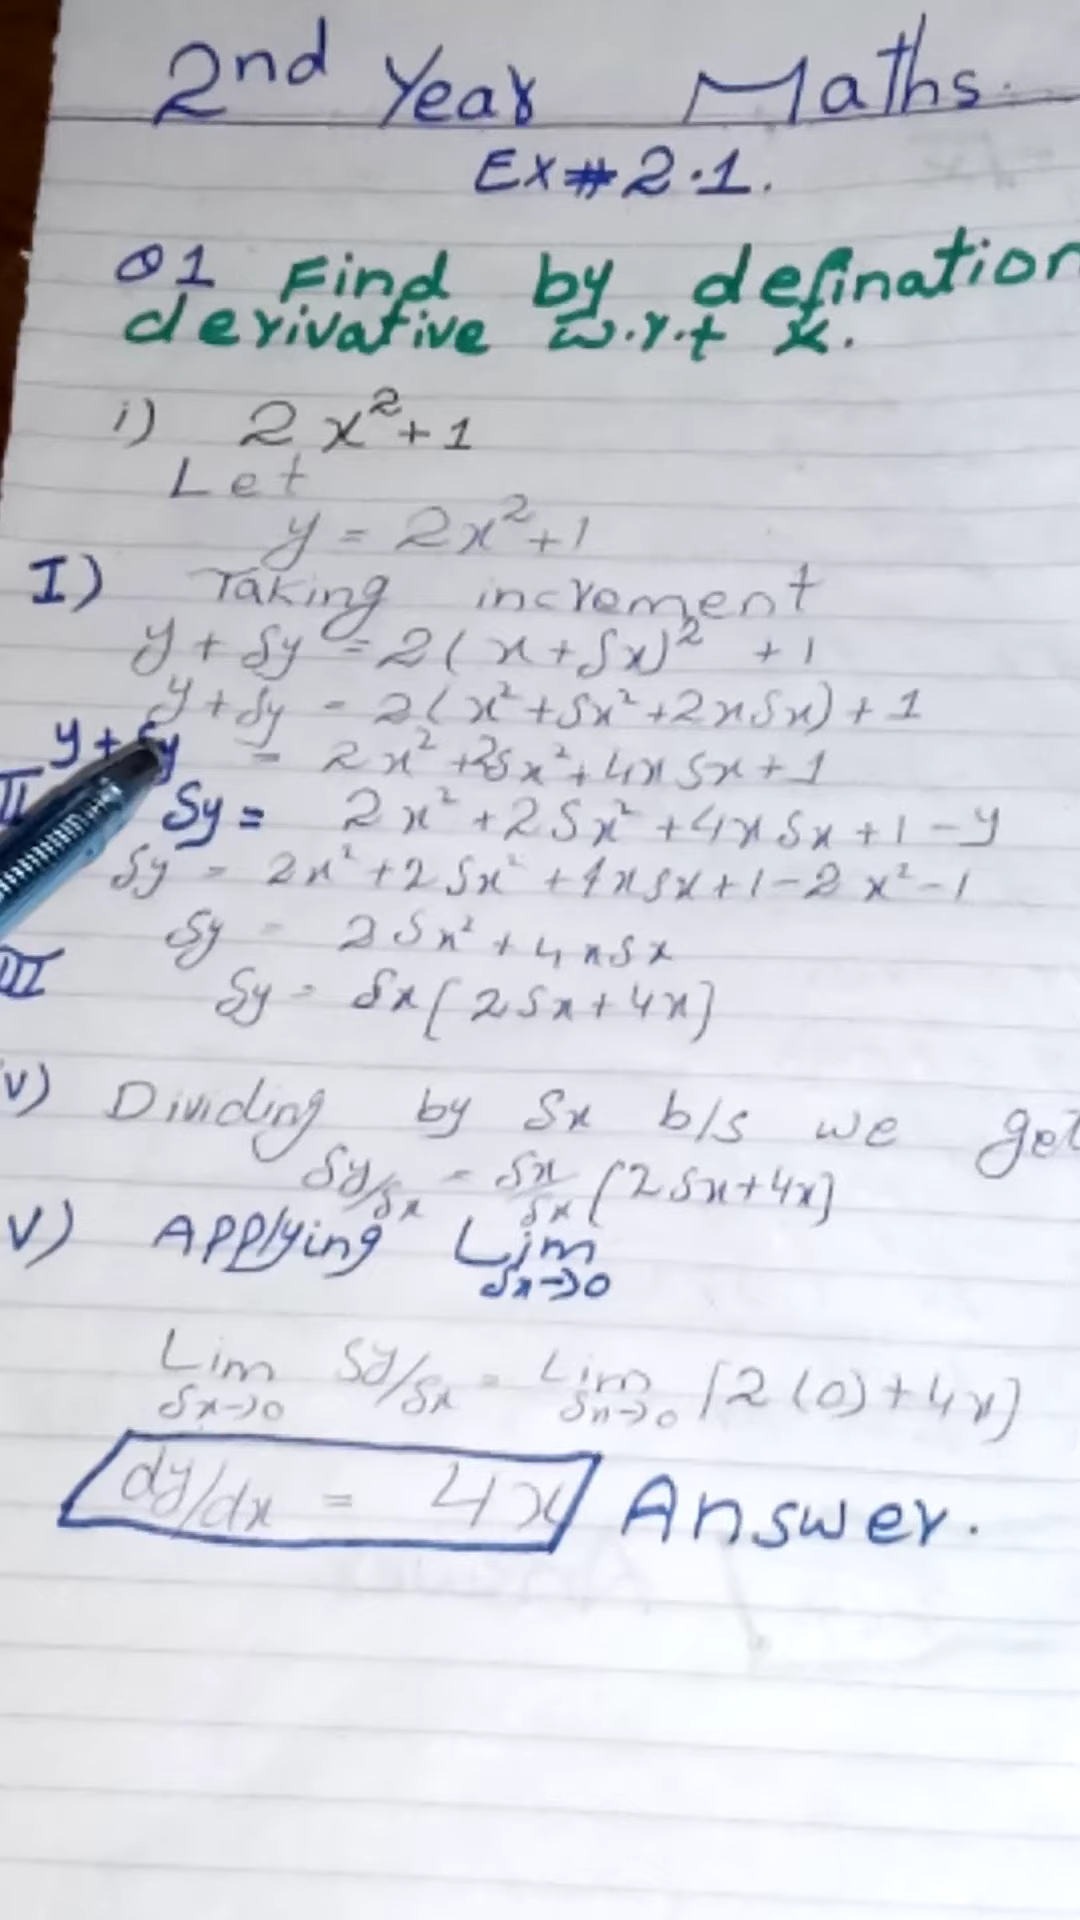 2nd Year Maths.
EX#2.1.
Q1 Find by defination
derivative w.r.t x.
i) 2x²+1
Let
y = 2x²+1
I) Taking increment
y + δy = 2(x+δx)² + 1
y + δy = 2(x²+δx²+2xδx)+1
y + δy = 2x²+2δx²+4xδx+1
II δy = 2x²+2δx²+4xδx+1-y
δy = 2x²+2δx²+4xδx+1-2x²-1
δy = 2δx²+4xδx
III δy = δx[2δx+4x]
IV) Dividing by δx b/s we get
δy/δx = δx/δx [2δx+4x]
V) Applying Lim δx→0
Lim δx→0 δy/δx = Lim δx→0 [2(0)+4x]
dy/dx = 4x Answer.